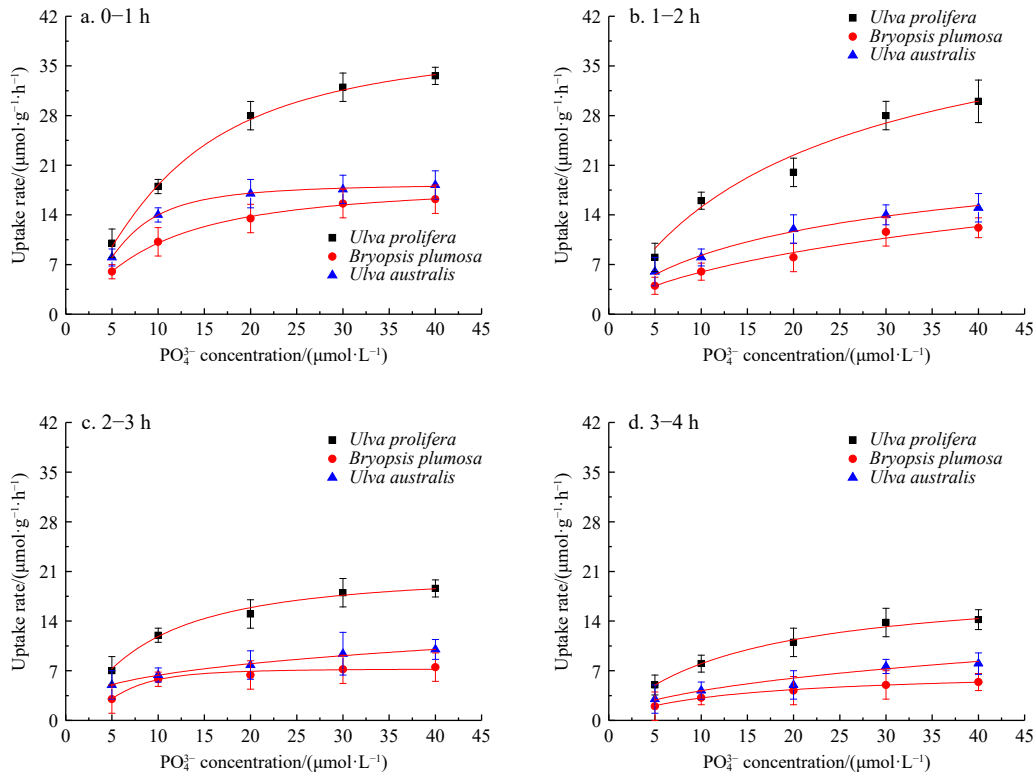 a. 0−1 h
42
35
28
21
14
7
0
Uptake rate/(μmol·g⁻¹·h⁻¹)
Ulva prolifera
Bryopsis plumosa
Ulva australis
0 5 10 15 20 25 30 35 40 45
PO₄³⁻ concentration/(μmol·L⁻¹)
b. 1−2 h
42
35
28
21
14
7
0
Uptake rate/(μmol·g⁻¹·h⁻¹)
Ulva prolifera
Bryopsis plumosa
Ulva australis
0 5 10 15 20 25 30 35 40 45
PO₄³⁻ concentration/(μmol·L⁻¹)
c. 2−3 h
42
35
28
21
14
7
0
Uptake rate/(μmol·g⁻¹·h⁻¹)
Ulva prolifera
Bryopsis plumosa
Ulva australis
0 5 10 15 20 25 30 35 40 45
PO₄³⁻ concentration/(μmol·L⁻¹)
d. 3−4 h
42
35
28
21
14
7
0
Uptake rate/(μmol·g⁻¹·h⁻¹)
Ulva prolifera
Bryopsis plumosa
Ulva australis
0 5 10 15 20 25 30 35 40 45
PO₄³⁻ concentration/(μmol·L⁻¹)